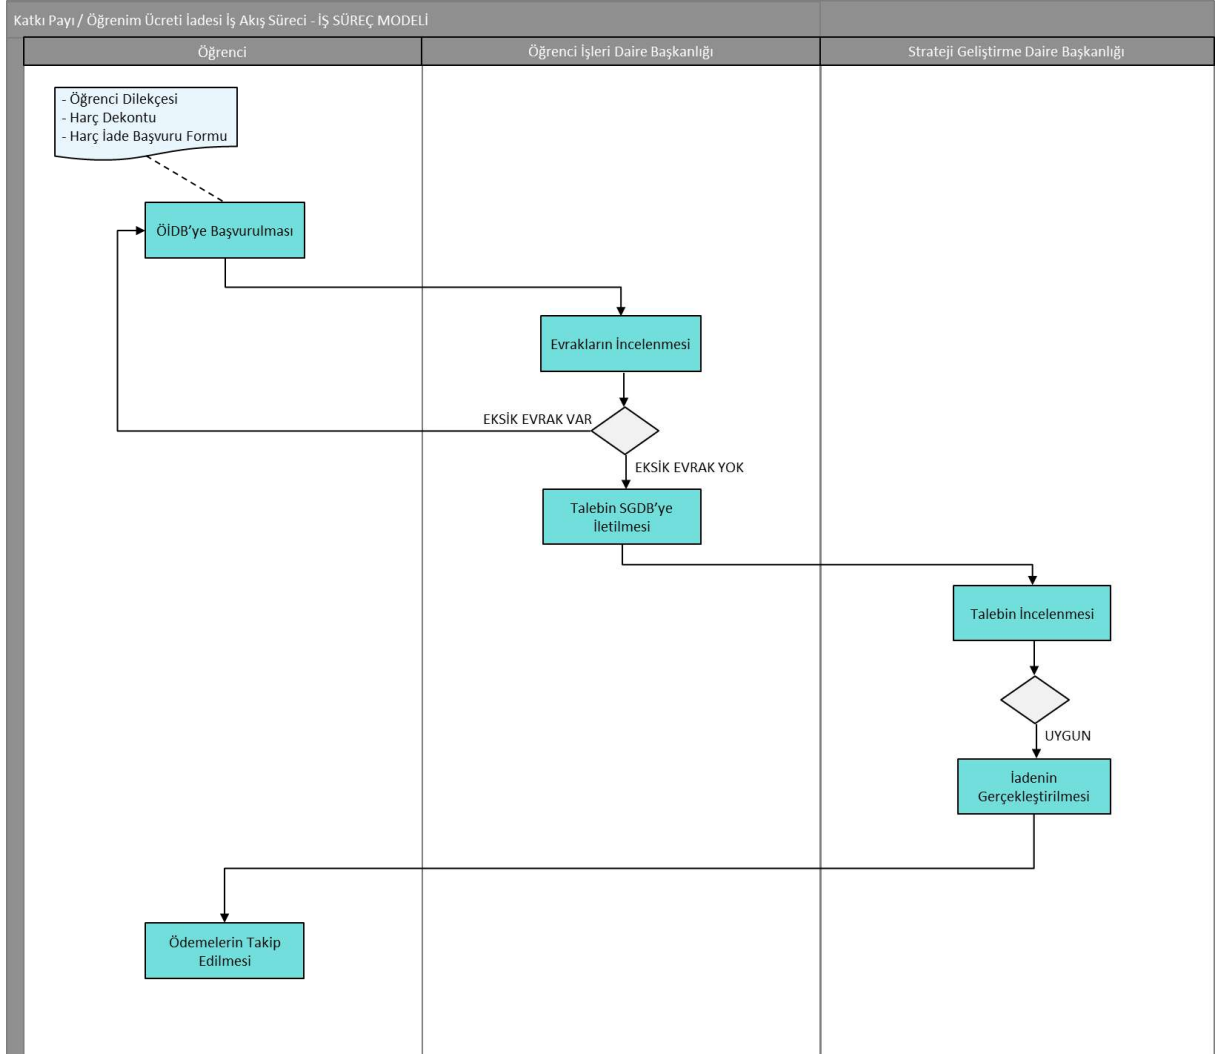 Katkı Payı / Öğrenim Ücreti İadesi İş Akış Süreci - İŞ SÜREÇ MODELİ
Öğrenci
Öğrenci İşleri Daire Başkanlığı
Strateji Geliştirme Daire Başkanlığı
- Öğrenci Dilekçesi
- Harç Dekontu
- Harç İade Başvuru Formu
ÖİDB'ye Başvurulması
Evrakların İncelenmesi
EKSİK EVRAK VAR
EKSİK EVRAK YOK
Talebin SGDB'ye
İletilmesi
Talebin İncelenmesi
UYGUN
İadenin
Gerçekleştirilmesi
Ödemelerin Takip
Edilmesi